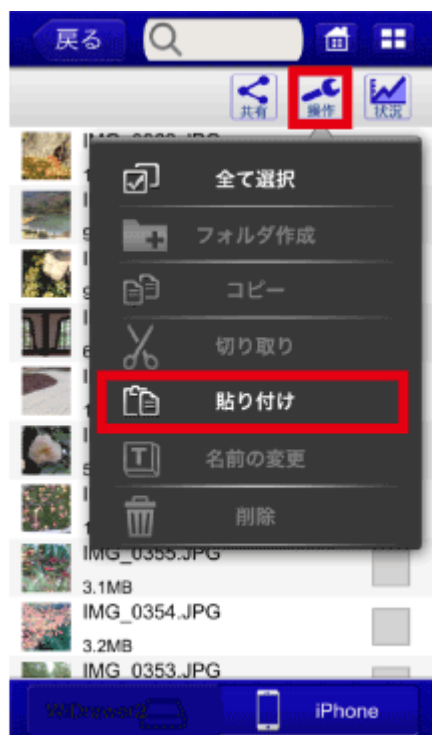 戻る
共有
操作
状況
全て選択
フォルダ作成
コピー
切り取り
貼り付け
名前の変更
削除
IMG_0355.JPG
3.1MB
IMG_0354.JPG
3.2MB
IMG_0353.JPG
iPhone